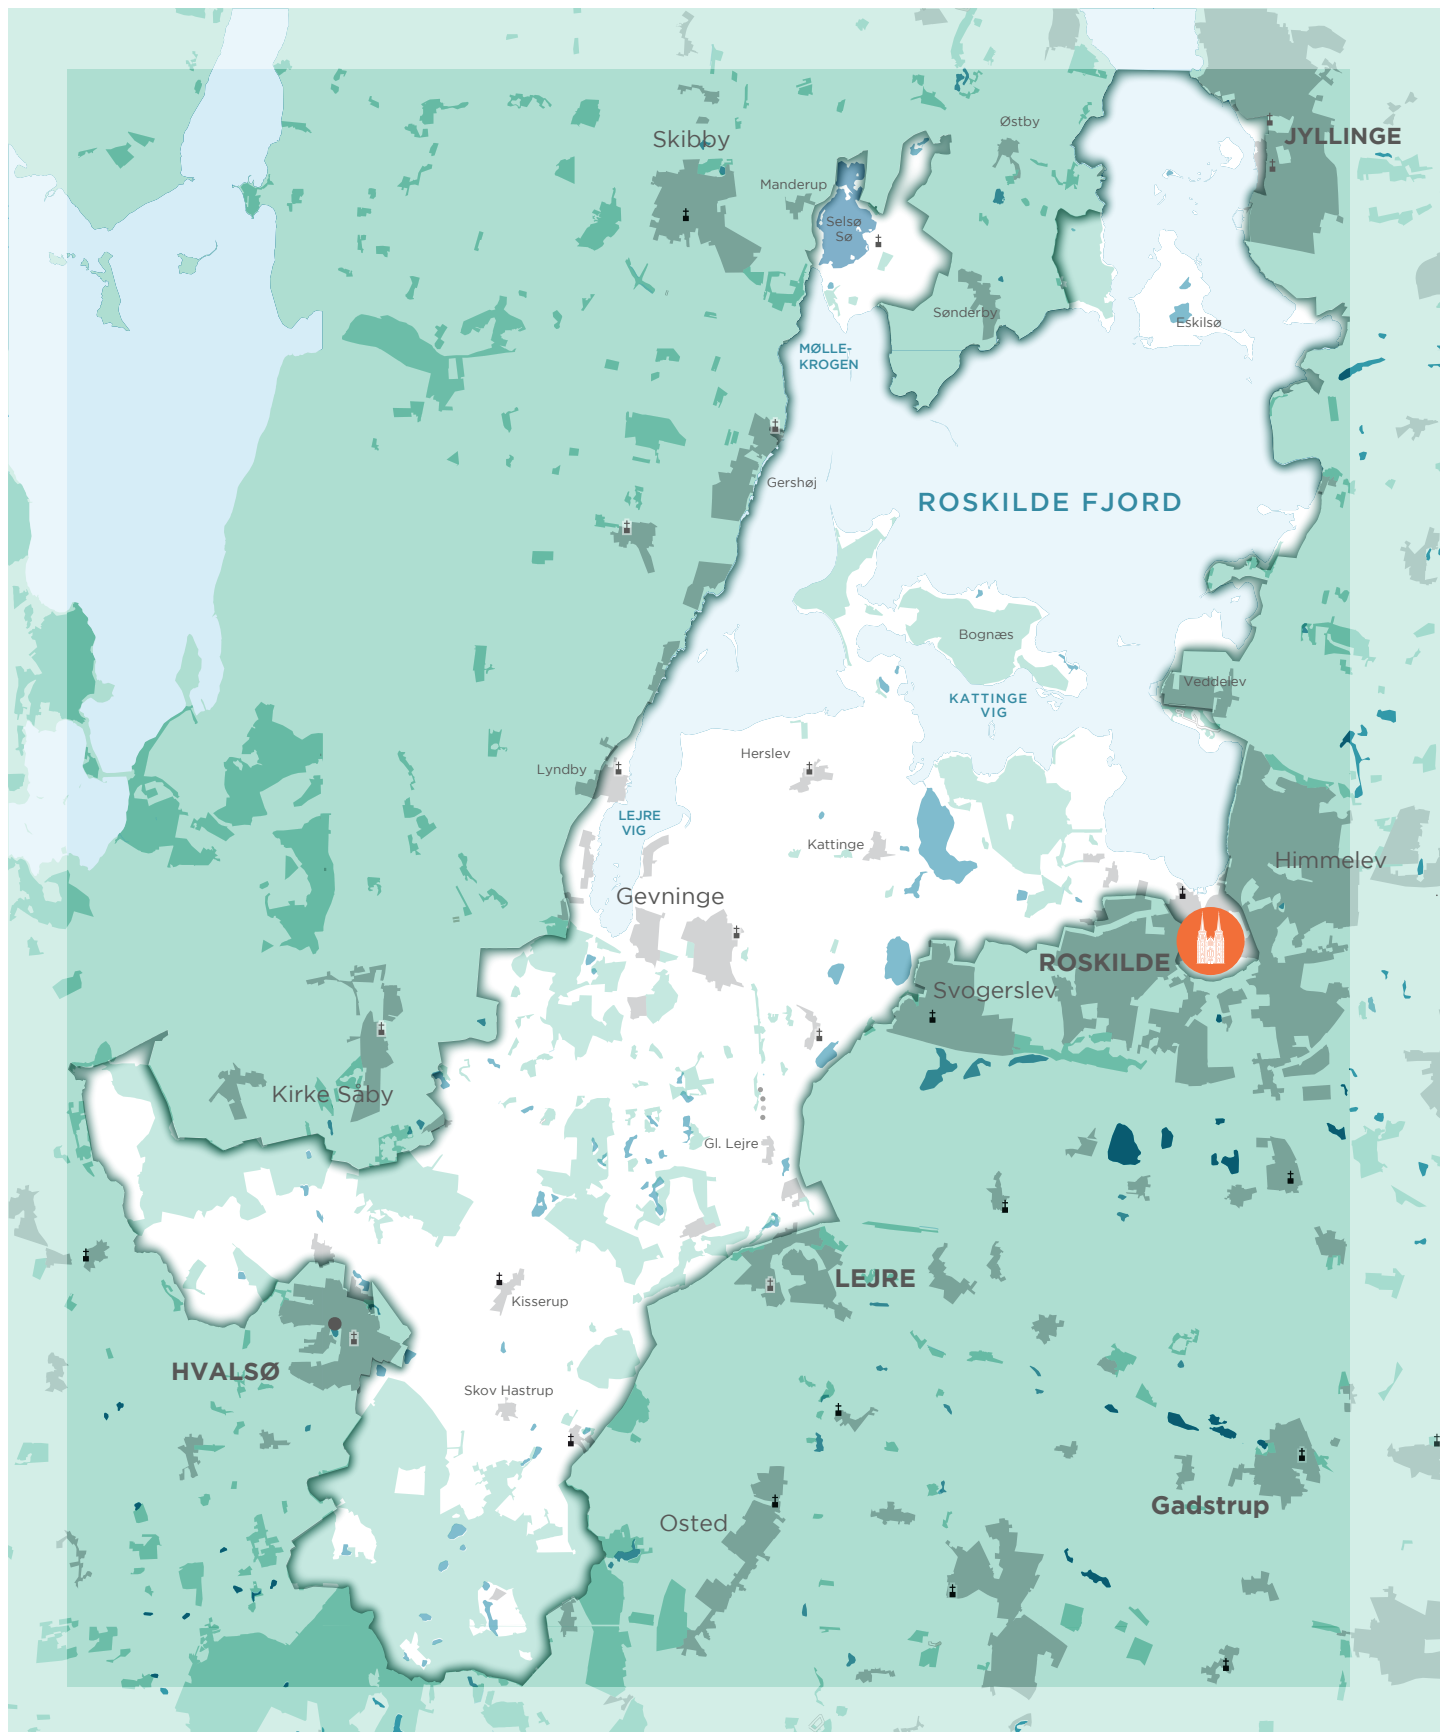 Østby
JYLLINGE
Skibby
Manderup
Selsø
Sø
Sønderby
Eskilsø
MØLLE-
KROGEN
Gershøj
ROSKILDE FJORD
Bognæs
Veddelev
KATTINGE
VIG
Herslev
Lyndby
LEJRE
VIG
Kattinge
Himmelev
Gevninge
ROSKILDE
Svogerslev
Kirke Såby
Gl. Lejre
LEJRE
Kisserup
HVALSØ
Skov Hastrup
Gadstrup
Osted